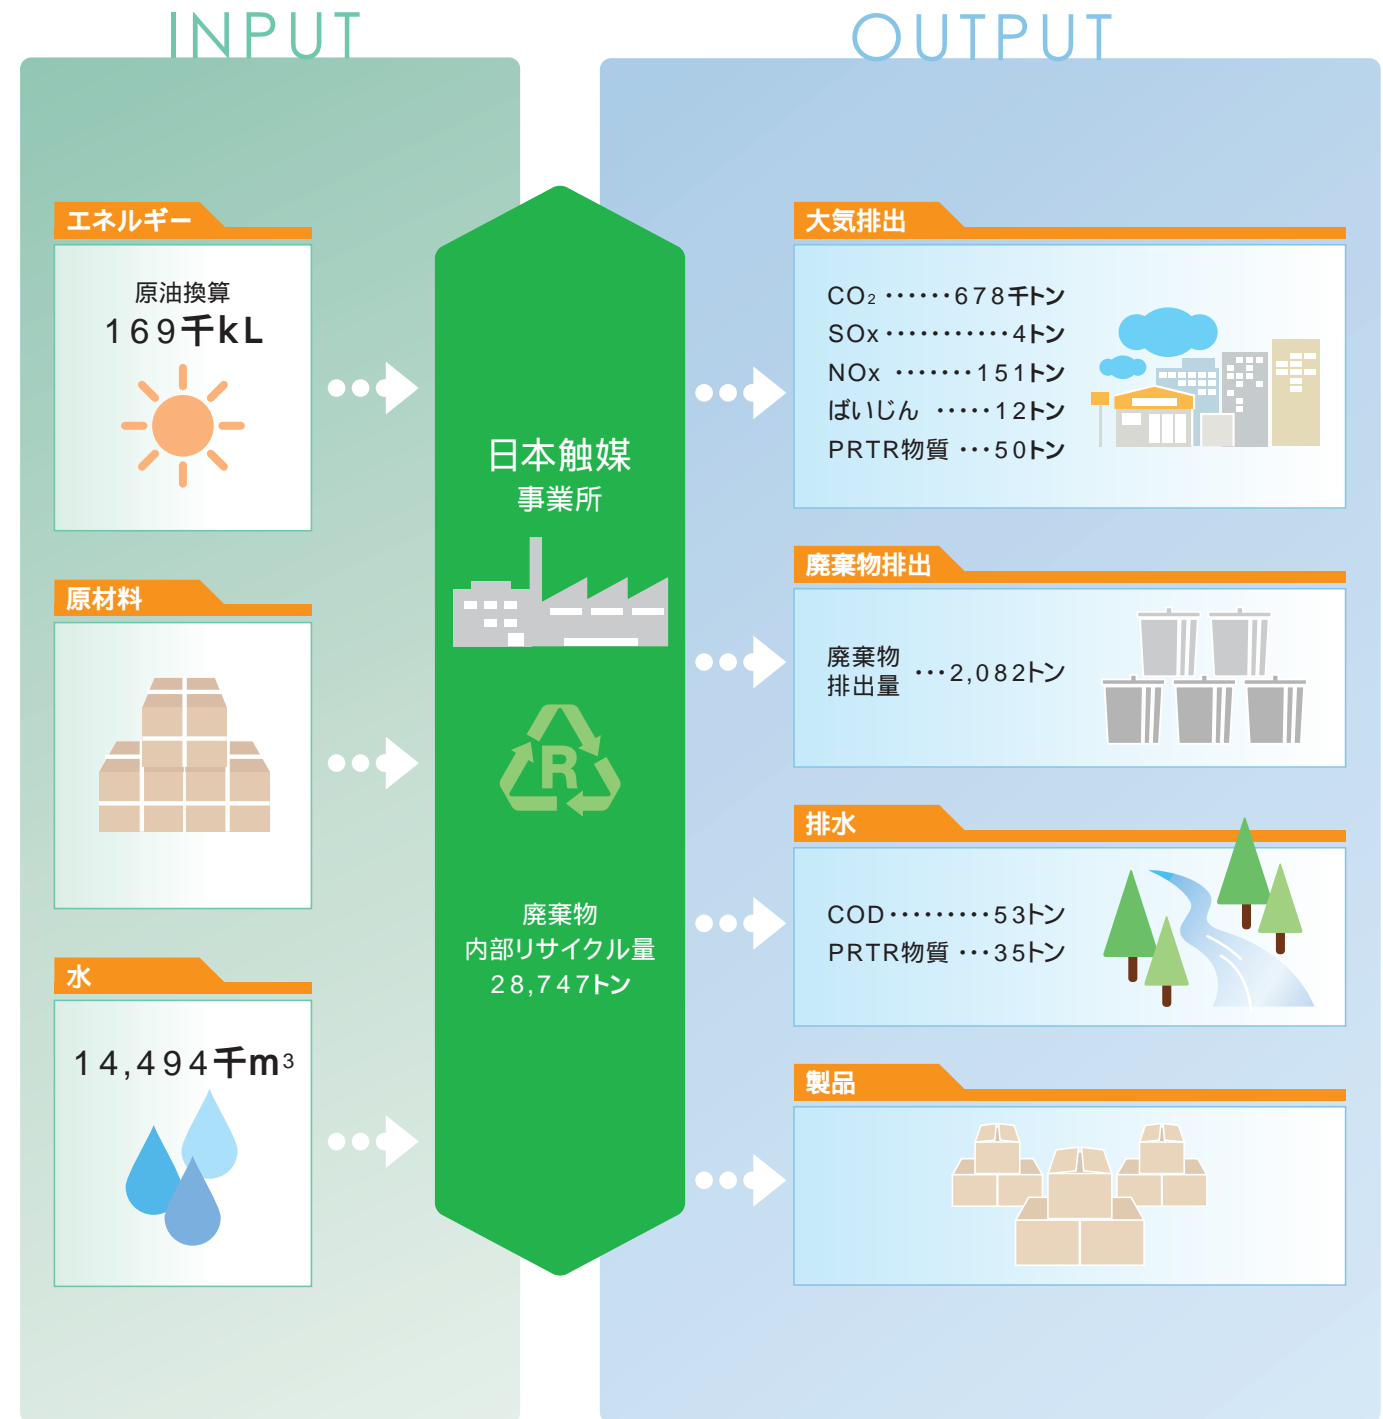 INPUT
エネルギー
原油換算
169千kL
原材料
水
14,494千m³
日本触媒
事業所
R
廃棄物
内部リサイクル量
28,747トン
OUTPUT
大気排出
CO₂ ······678千トン
SOx ···········4トン
NOx ·······151トン
ばいじん ·····12トン
PRTR物質 ···50トン
廃棄物排出
廃棄物
排出量 ···2,082トン
排水
COD ·········53トン
PRTR物質 ···35トン
製品